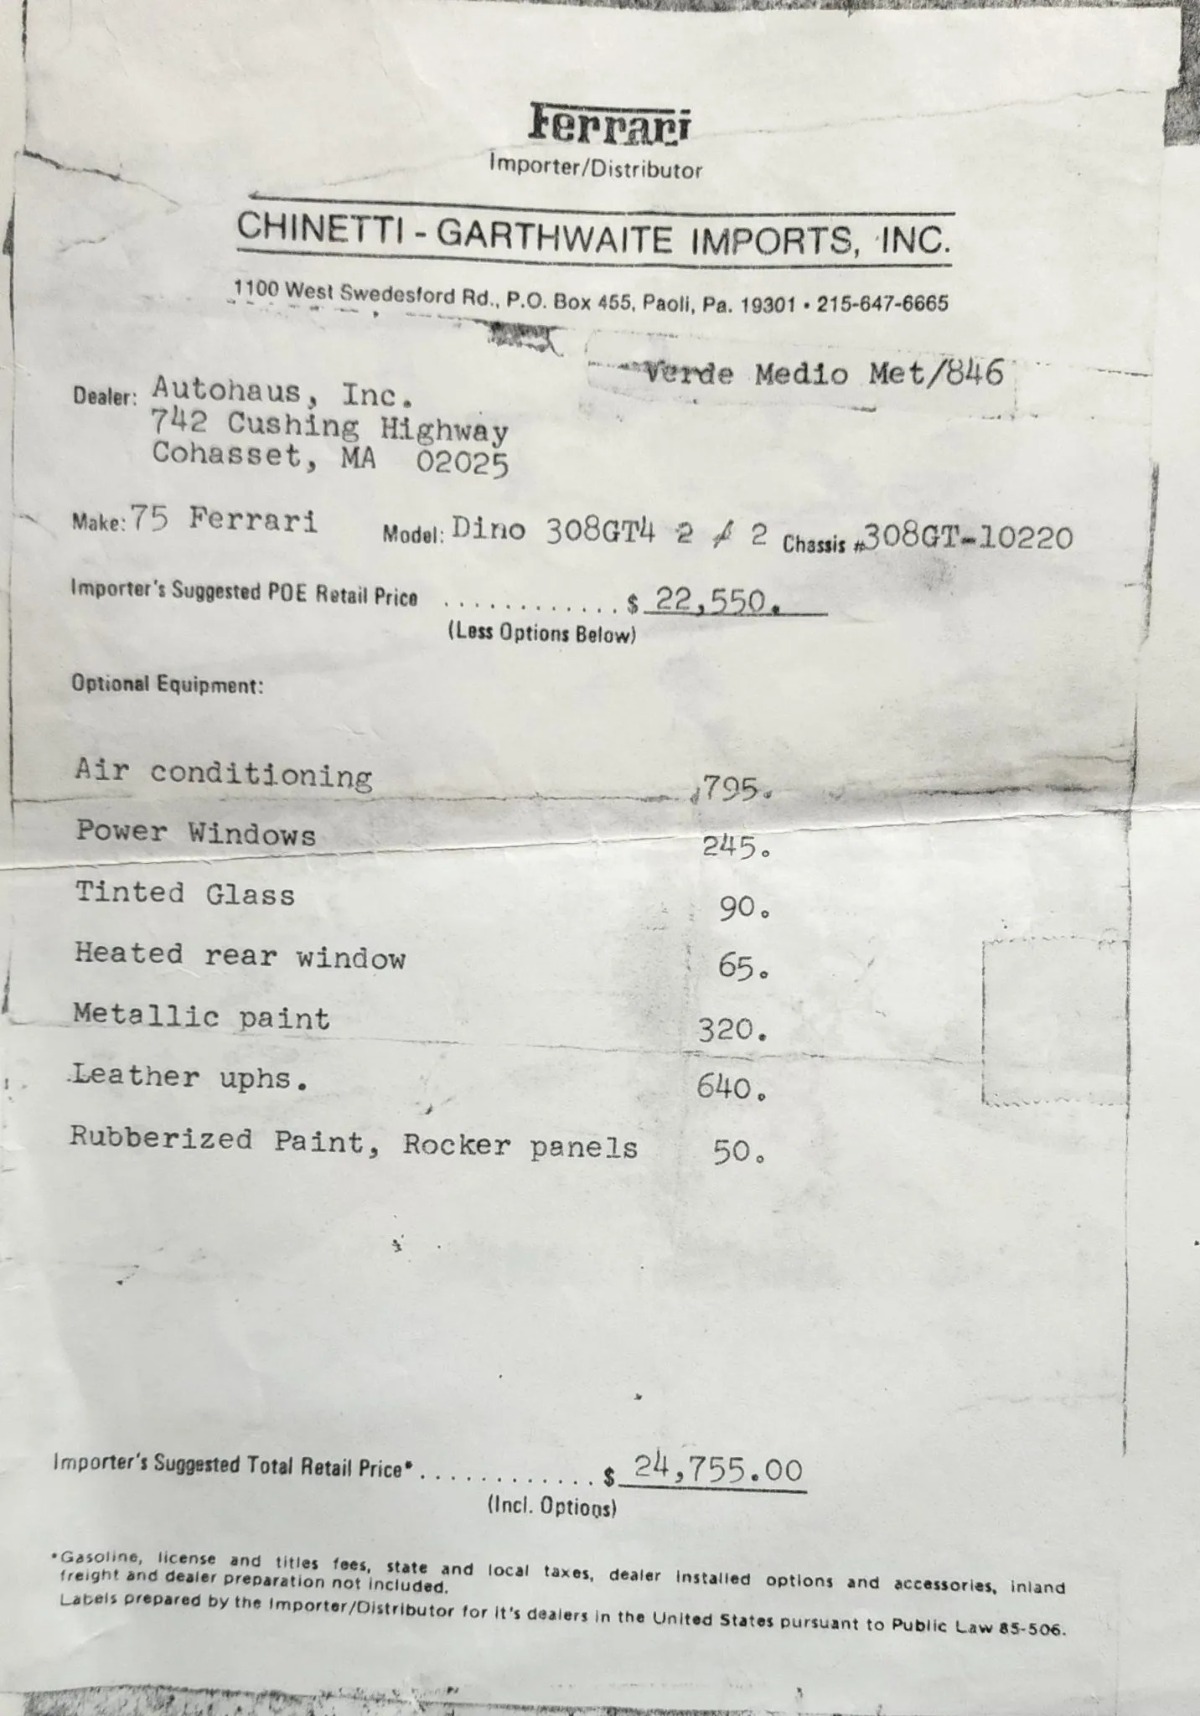 Ferrari
Importer/Distributor
CHINETTI - GARTHWAITE IMPORTS, INC.
1100 West Swedesford Rd., P.O. Box 455, Paoli, Pa. 19301 • 215-647-6665
Verde Medio Met/846
Dealer: Autohaus, Inc.
742 Cushing Highway
Cohasset, MA 02025
Make: 75 Ferrari Model: Dino 308GT4 2 / 2 Chassis # 308GT-10220
Importer's Suggested POE Retail Price ............ $ 22,550.
(Less Options Below)
Optional Equipment:
Air conditioning 795.
Power Windows 245.
Tinted Glass 90.
Heated rear window 65.
Metallic paint 320.
Leather uphs. 640.
Rubberized Paint, Rocker panels 50.
Importer's Suggested Total Retail Price* ............ $ 24,755.00
(Incl. Options)
*Gasoline, license and titles fees, state and local taxes, dealer installed options and accessories, inland
freight and dealer preparation not included.
Labels prepared by the Importer/Distributor for it's dealers in the United States pursuant to Public Law 85-506.